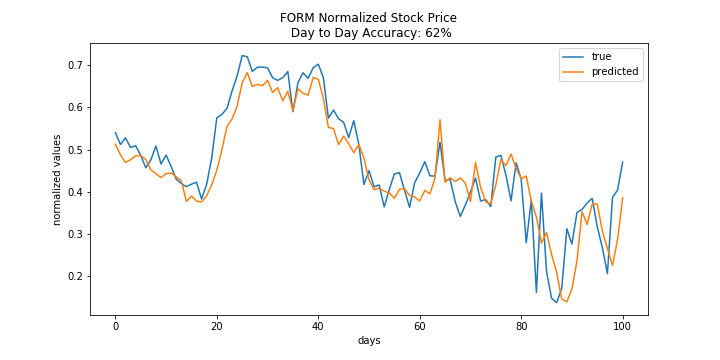 FORM Normalized Stock Price
Day to Day Accuracy: 62%
true
predicted
normalized values
0.7
0.6
0.5
0.4
0.3
0.2
0
20
40
60
80
100
days